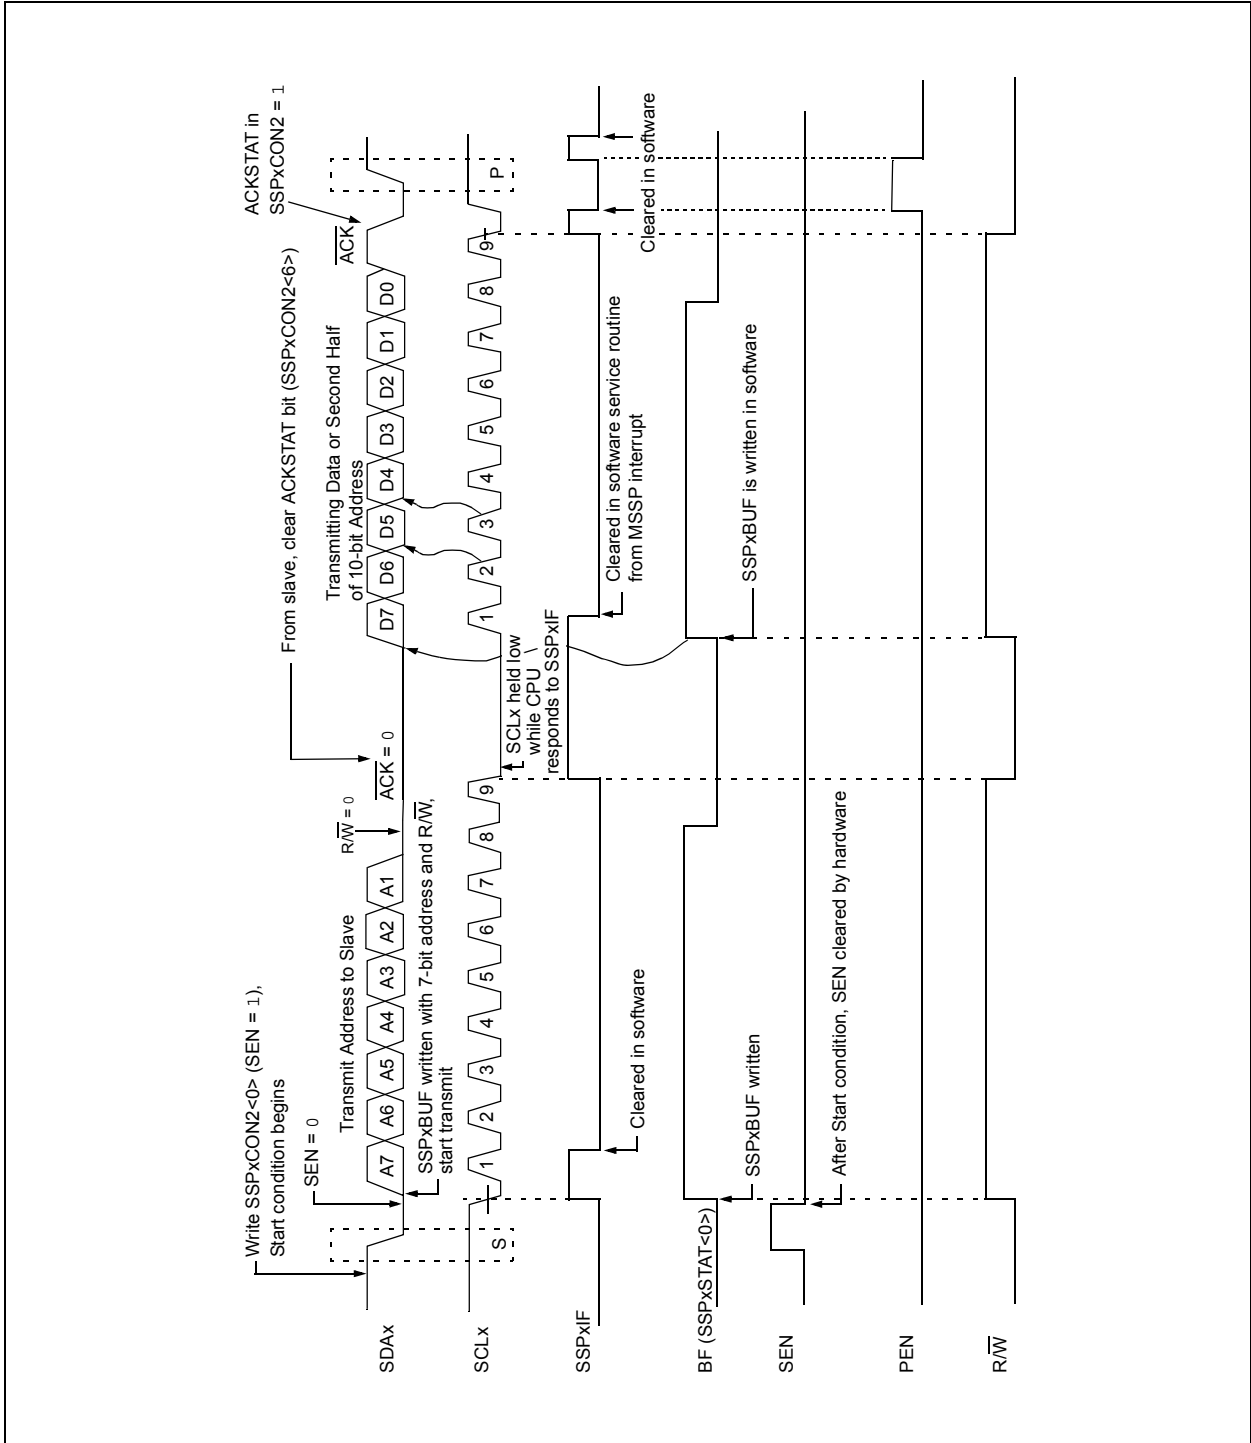 Write SSPxCON2<0> (SEN = 1),
Start condition begins
SEN = 0
Transmit Address to Slave
R/W = 0
From slave, clear ACKSTAT bit (SSPxCON2<6>)
ACK = 0
Transmitting Data or Second Half
of 10-bit Address
ACKSTAT in
SSPxCON2 = 1
ACK
SDAx
A7 A6 A5 A4 A3 A2 A1
D7 D6 D5 D4 D3 D2 D1 D0
SSPxBUF written with 7-bit address and R/W,
start transmit
SCLx
S
1 2 3 4 5 6 7 8 9
1 2 3 4 5 6 7 8 9
P
SCLx held low
while CPU
responds to SSPxIF
SSPxIF
Cleared in software
Cleared in software service routine
from MSSP interrupt
Cleared in software
BF (SSPxSTAT<0>)
SSPxBUF written
SSPxBUF is written in software
SEN
After Start condition, SEN cleared by hardware
PEN
R/W